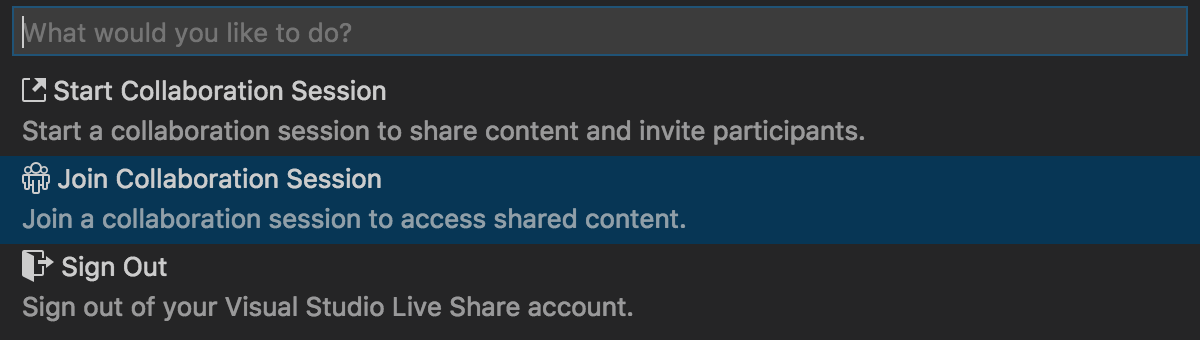 What would you like to do?
Start Collaboration Session
Start a collaboration session to share content and invite participants.
Join Collaboration Session
Join a collaboration session to access shared content.
Sign Out
Sign out of your Visual Studio Live Share account.